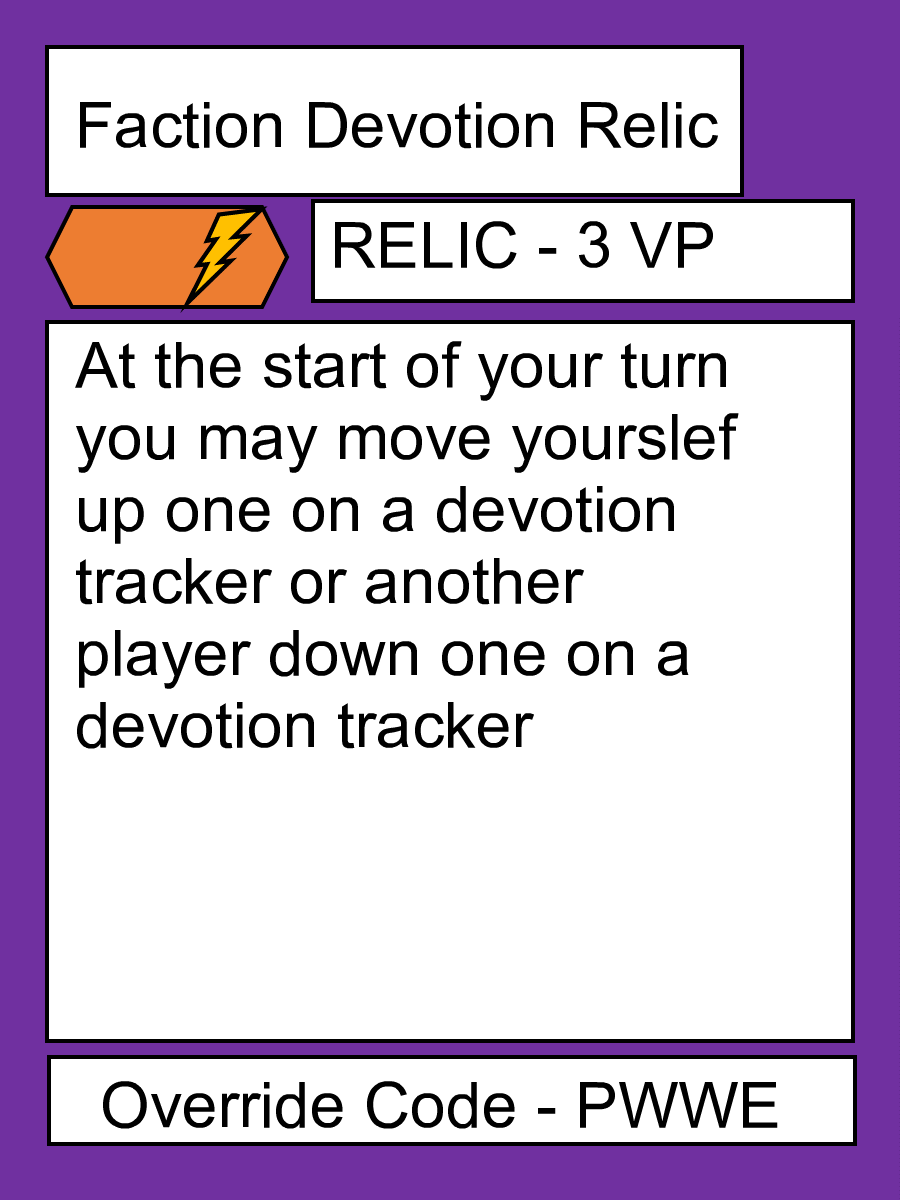 Faction Devotion Relic
RELIC - 3 VP
At the start of your turn
you may move yourslef
up one on a devotion
tracker or another
player down one on a
devotion tracker
Override Code - PWWE